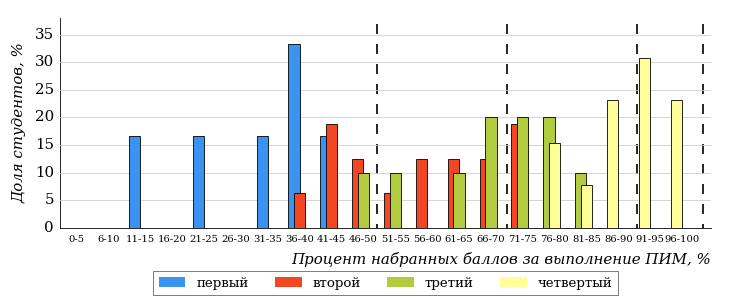 Доля студентов, %
35
30
25
20
15
10
5
0
0-5 6-10 11-15 16-20 21-25 26-30 31-35 36-40 41-45 46-50 51-55 56-60 61-65 66-70 71-75 76-80 81-85 86-90 91-95 96-100
Процент набранных баллов за выполнение ПИМ, %
первый второй третий четвертый